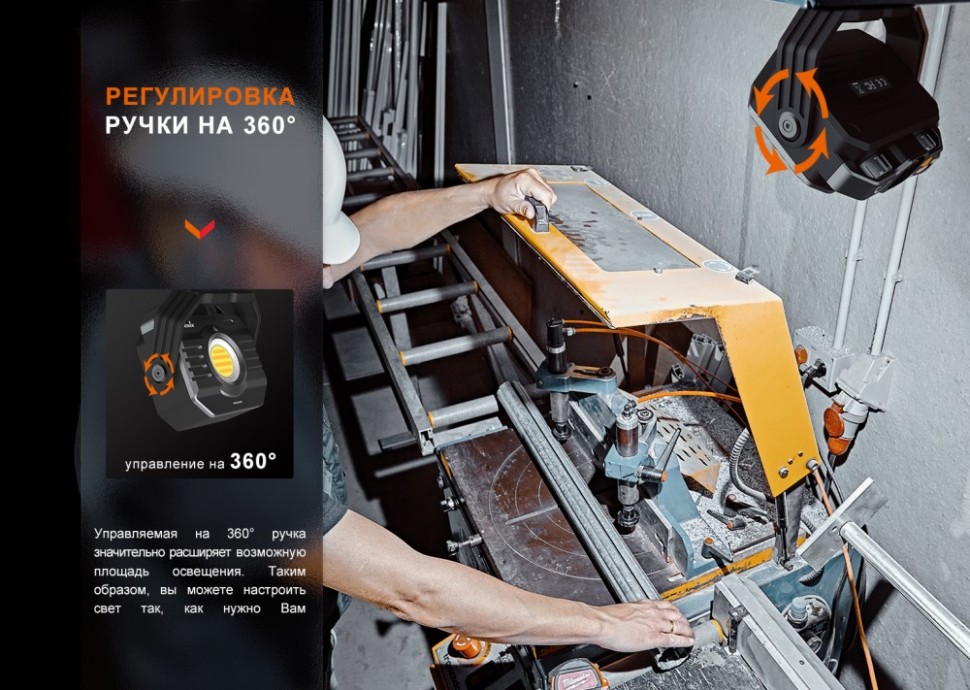 РЕГУЛИРОВКА
РУЧКИ НА 360°
управление на 360°
Управляемая на 360° ручка
значительно расширяет возможную
площадь освещения. Таким
образом, вы можете настроить
свет так, как нужно Вам
Milwaukee